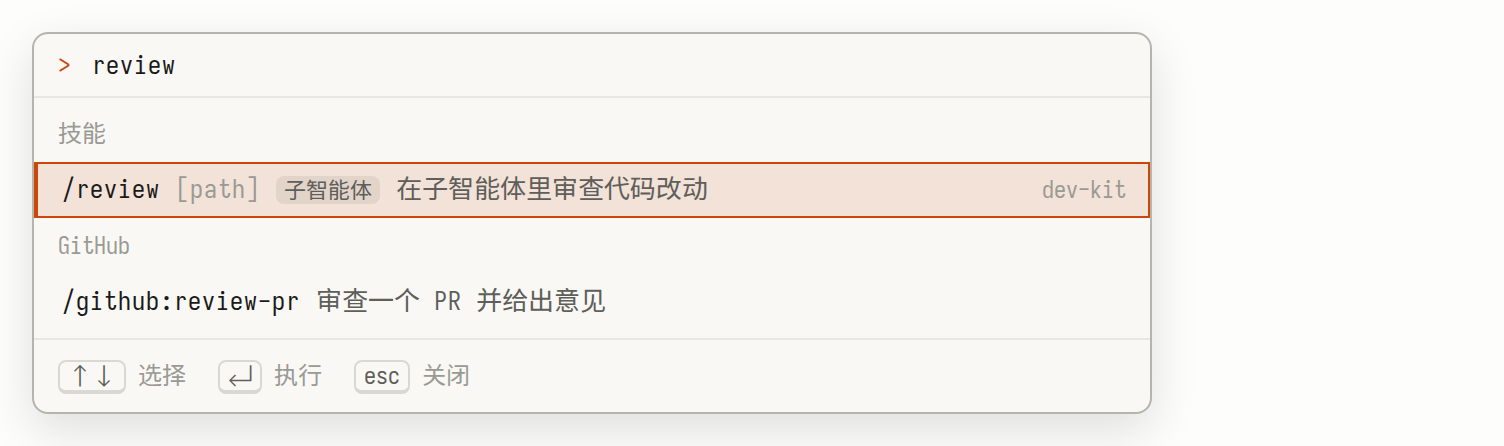 > review
技能
/review [path] 子智能体 在子智能体里审查代码改动 dev-kit
GitHub
/github:review-pr 审查一个 PR 并给出意见
↑↓ 选择 ↵ 执行 esc 关闭